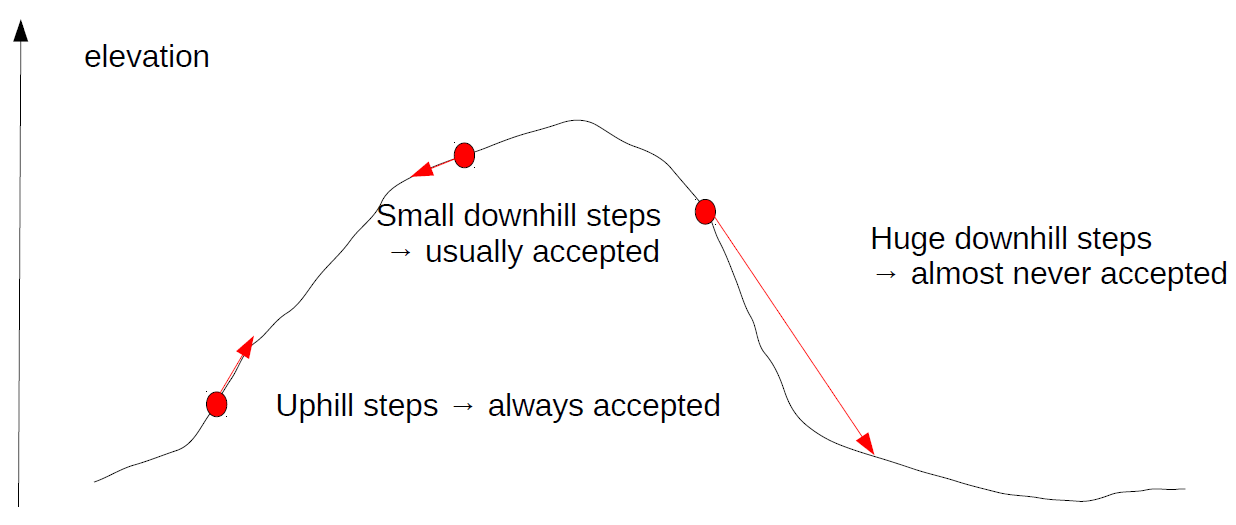 elevation
Small downhill steps
→ usually accepted
Huge downhill steps
→ almost never accepted
Uphill steps → always accepted